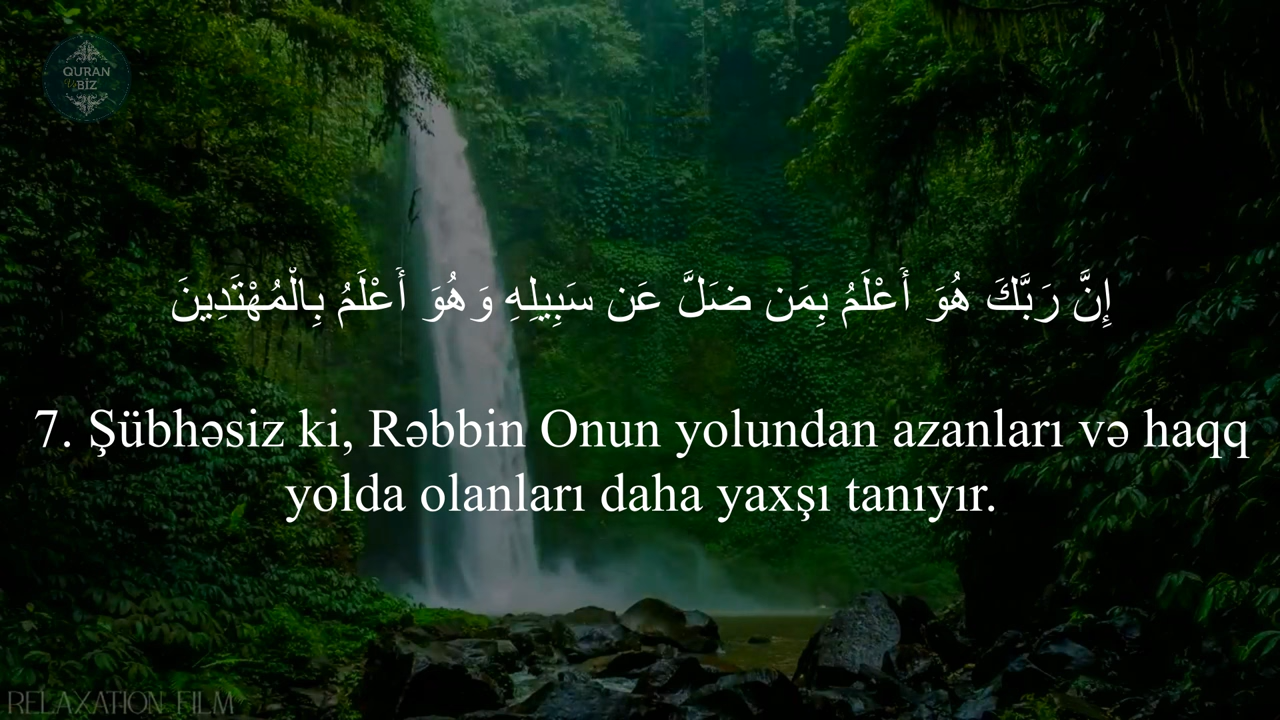 QURAN
Və
BİZ
إِنَّ رَبَّكَ هُوَ أَعْلَمُ بِمَن ضَلَّ عَن سَبِيلِهِ وَهُوَ أَعْلَمُ بِالْمُهْتَدِينَ
7. Şübhəsiz ki, Rəbbin Onun yolundan azanları və haqq
yolda olanları daha yaxşı tanıyır.
RELAXATION FILM